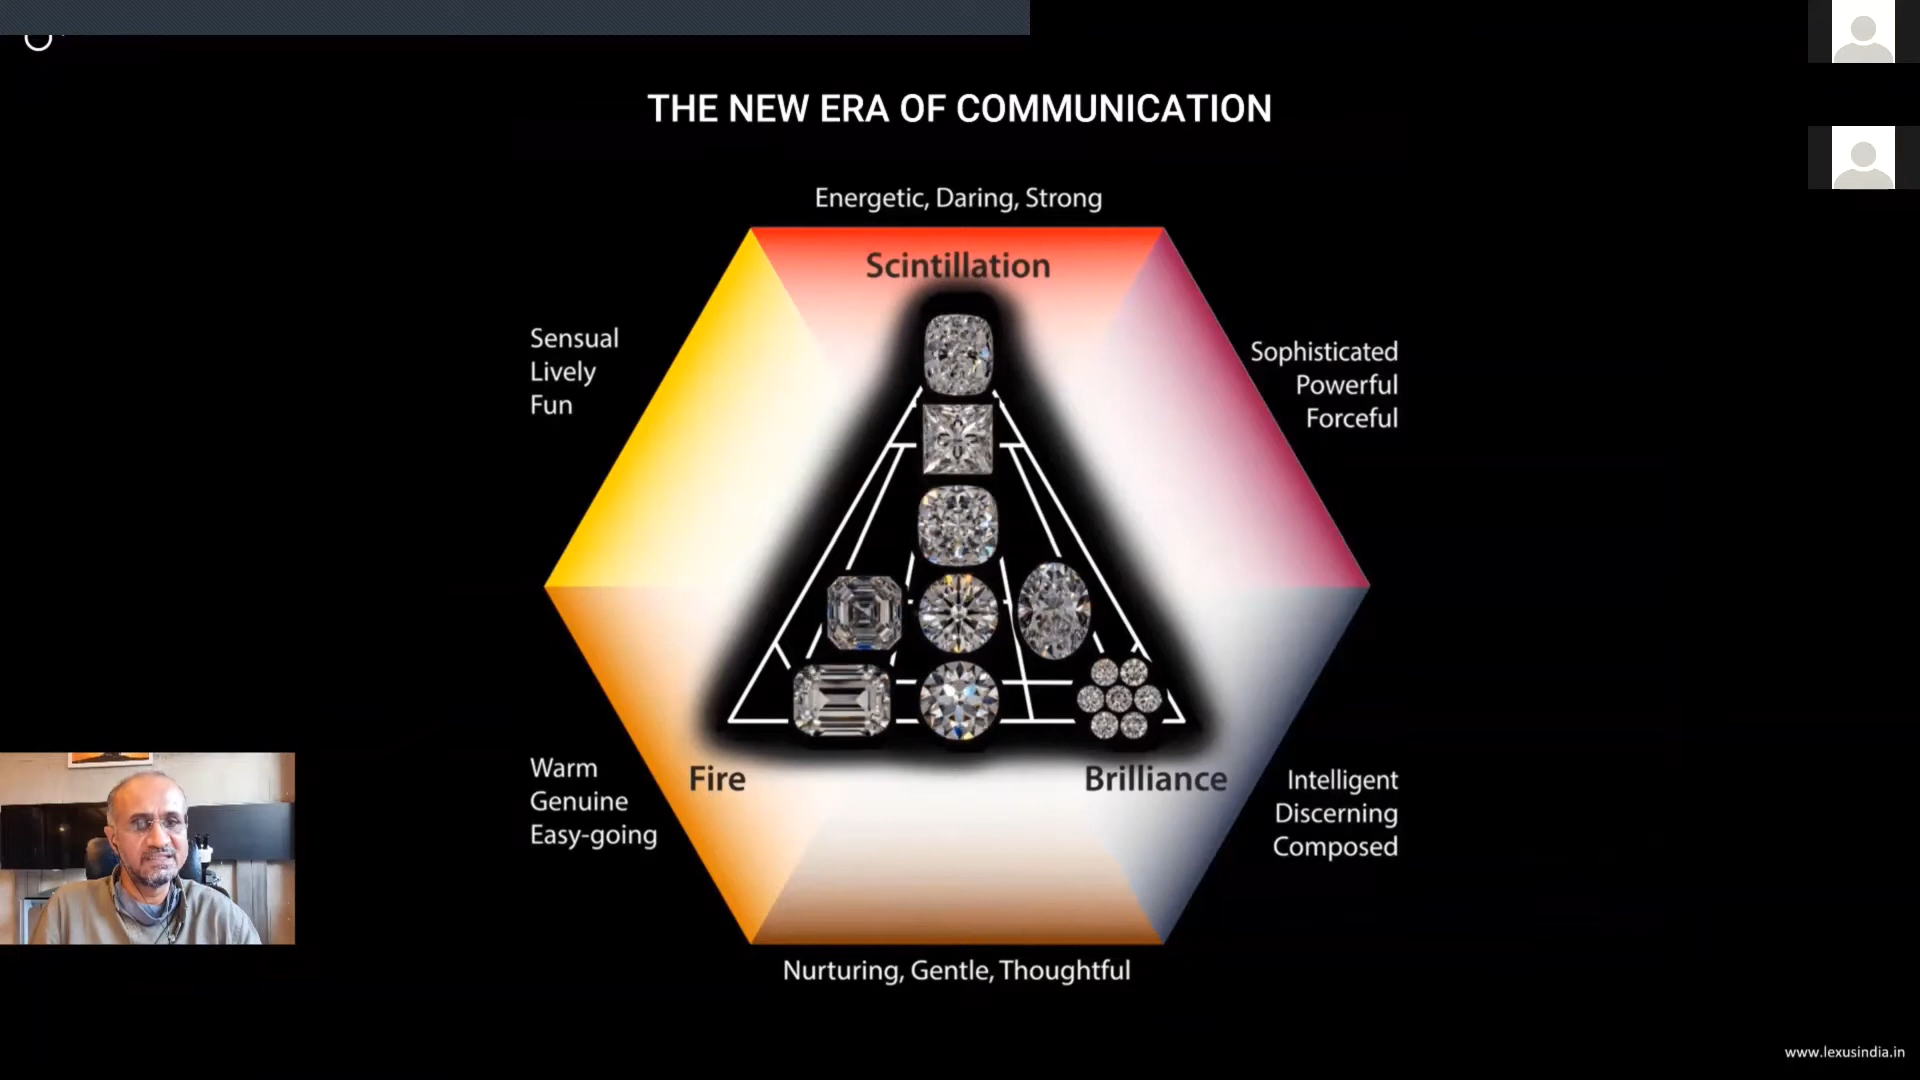 THE NEW ERA OF COMMUNICATION
Energetic, Daring, Strong
Scintillation
Sensual
Lively
Fun
Sophisticated
Powerful
Forceful
Warm
Genuine
Easy-going
Fire
Brilliance
Intelligent
Discerning
Composed
Nurturing, Gentle, Thoughtful
www.lexusindia.in